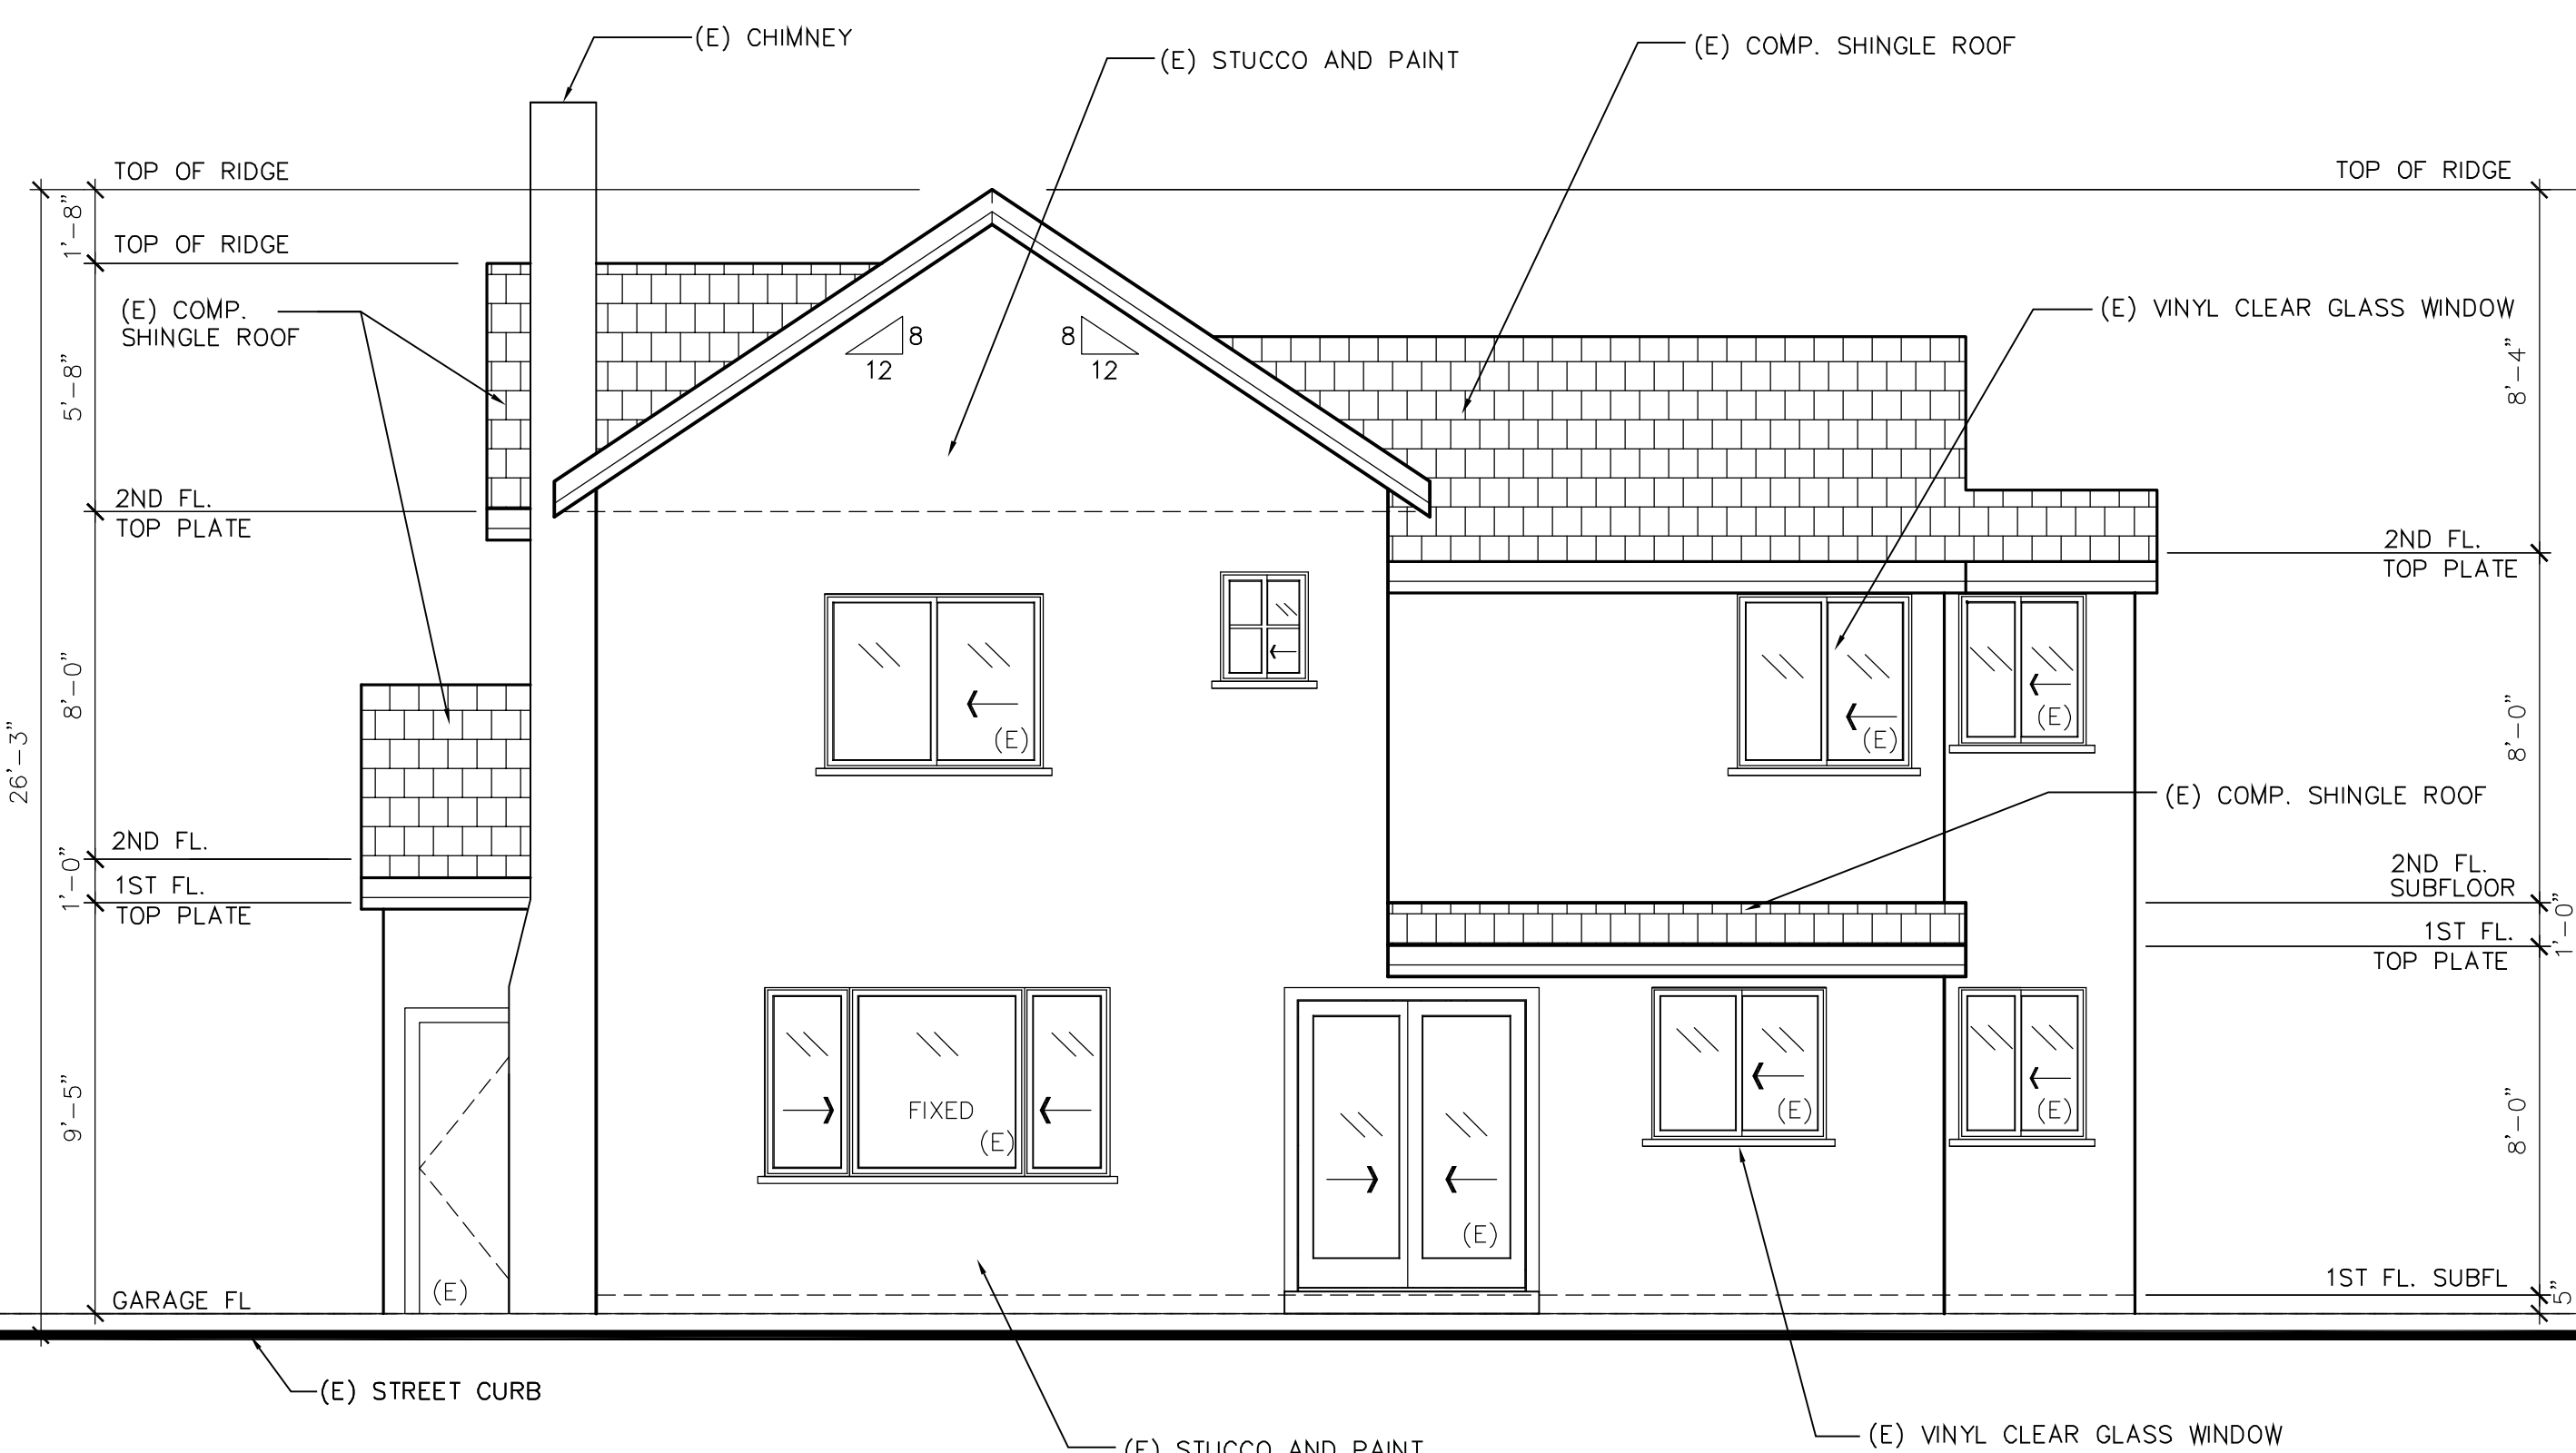 (E) CHIMNEY
(E) STUCCO AND PAINT
(E) COMP. SHINGLE ROOF
TOP OF RIDGE
TOP OF RIDGE
1'-8"
TOP OF RIDGE
(E) COMP.
SHINGLE ROOF
(E) VINYL CLEAR GLASS WINDOW
8
12
8
12
5'-8"
8'-4"
2ND FL.
TOP PLATE
2ND FL.
TOP PLATE
8'-0"
8'-0"
(E)
(E)
(E)
26'-3"
(E) COMP. SHINGLE ROOF
2ND FL.
1'-0"
1ST FL.
TOP PLATE
2ND FL.
SUBFLOOR
1'-0"
1ST FL.
TOP PLATE
9'-5"
8'-0"
FIXED
(E)
(E)
(E)
(E)
(E)
GARAGE FL
1ST FL. SUBFL
5"
(E) STREET CURB
(E) STUCCO AND PAINT
(E) VINYL CLEAR GLASS WINDOW